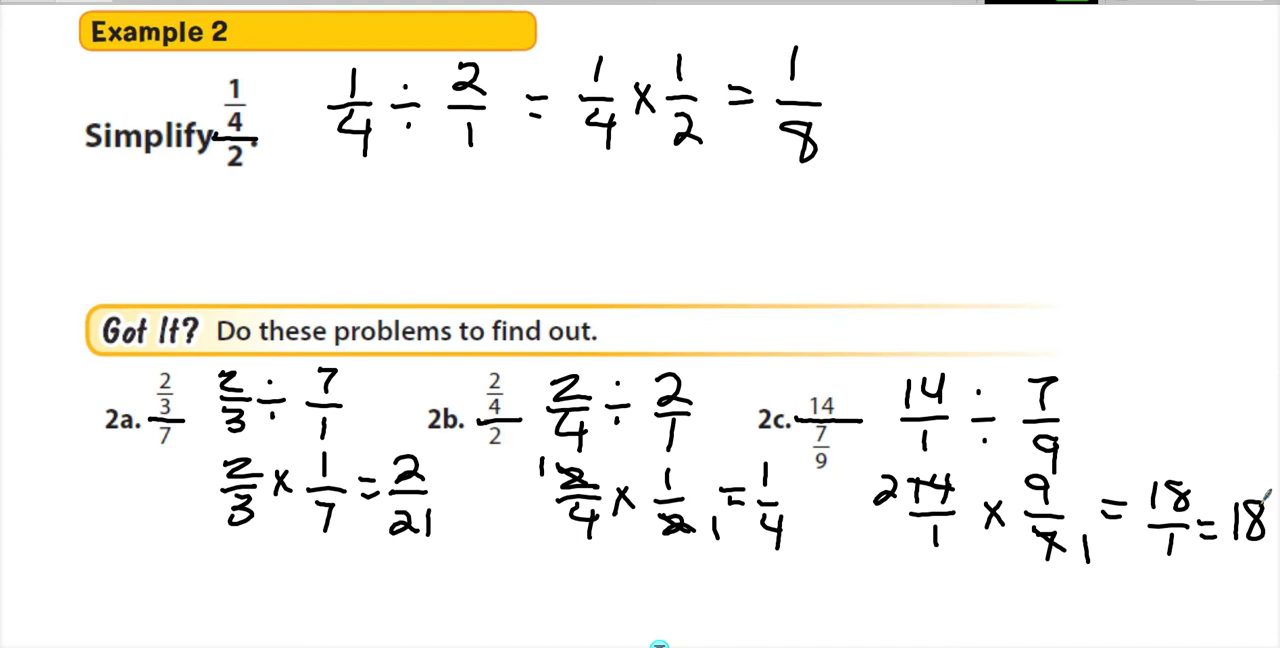 Example 2
Simplify (1/4)/2. 1/4 ÷ 2/1 = 1/4 × 1/2 = 1/8
Got It? Do these problems to find out.
2a. (2/3)/7 2/3 ÷ 7/1
2/3 × 1/7 = 2/21
2b. (2/4)/2 2/4 ÷ 2/1
1 2/4 × 1/2 1 = 1/4
2c. 14/(7/9) 14/1 ÷ 7/9
2 14/1 × 9/7 1 = 18/1 = 18